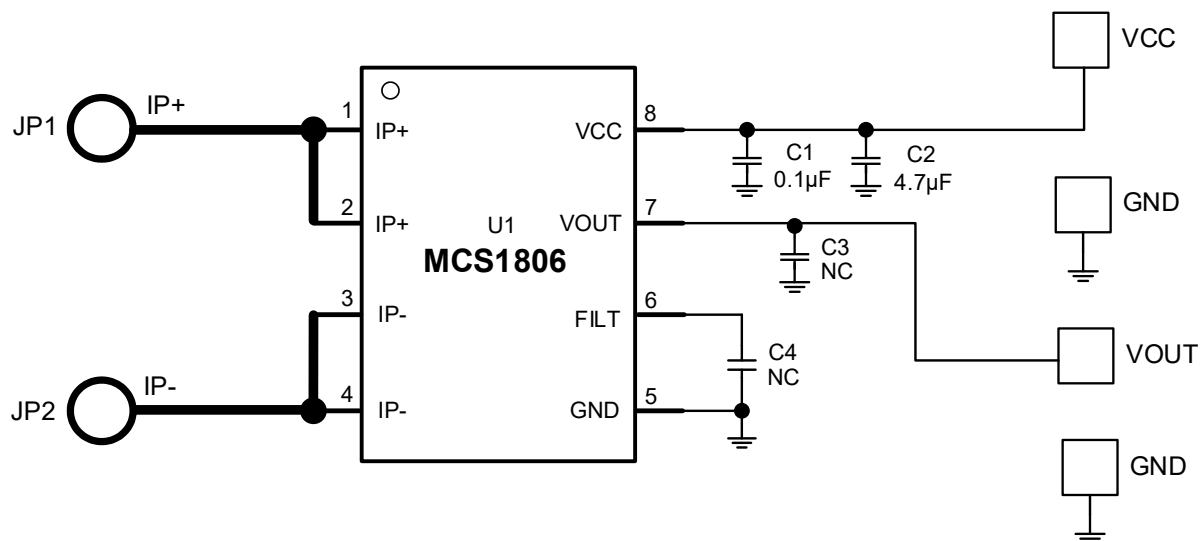 JP1
IP+
1
IP+
2
IP+
3
IP-
4
IP-
JP2
IP-
U1
MCS1806
VCC
8
VOUT
7
FILT
6
GND
5
C1
0.1µF
C2
4.7µF
C3
NC
C4
NC
VCC
GND
VOUT
GND